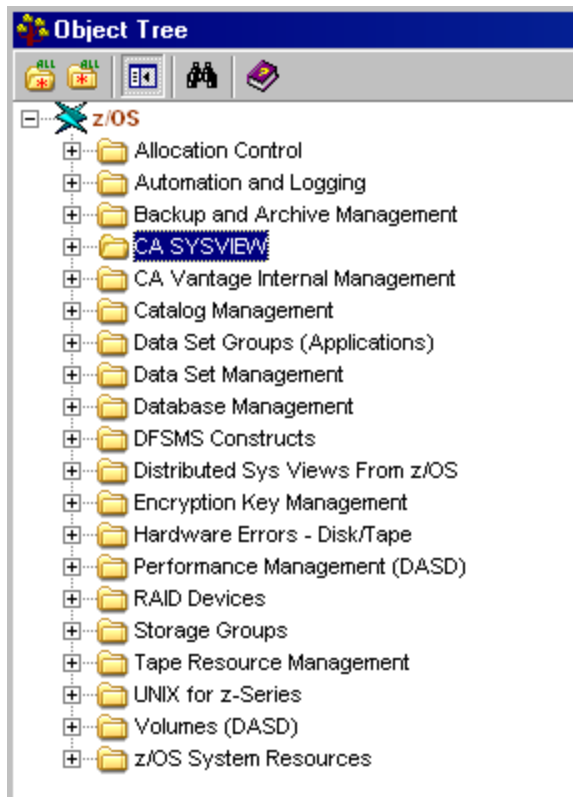 Object Tree
ALL ALL
z/OS
Allocation Control
Automation and Logging
Backup and Archive Management
CA SYSVIEW
CA Vantage Internal Management
Catalog Management
Data Set Groups (Applications)
Data Set Management
Database Management
DFSMS Constructs
Distributed Sys Views From z/OS
Encryption Key Management
Hardware Errors - Disk/Tape
Performance Management (DASD)
RAID Devices
Storage Groups
Tape Resource Management
UNIX for z-Series
Volumes (DASD)
z/OS System Resources